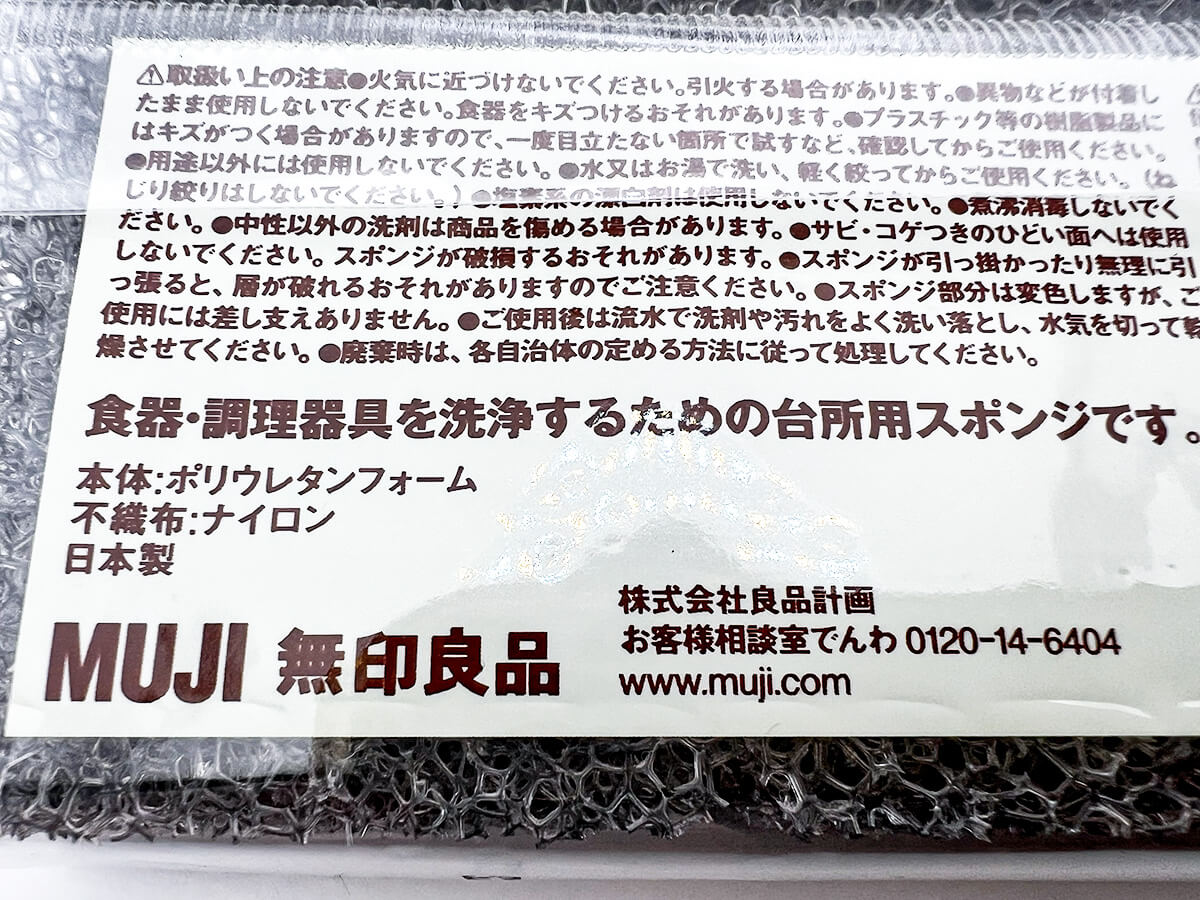 ⚠取扱い上の注意●火気に近づけないでください。引火する場合があります。●異物などが付着し
たまま使用しないでください。食器をキズつけるおそれがあります。●プラスチック等の樹脂製品に
はキズがつく場合がありますので、一度目立たない箇所で試すなど、確認してからご使用ください。
●用途以外には使用しないでください。●水又はお湯で洗い、軽く絞ってからご使用ください。(ね
じり絞りはしないでください。)●塩素系の漂白剤は使用しないでください。●煮沸消毒しないでく
ださい。●中性以外の洗剤は商品を傷める場合があります。●サビ・コゲつきのひどい面へは使用
しないでください。スポンジが破損するおそれがあります。●スポンジが引っ掛かったり無理に引
っ張ると、層が破れるおそれがありますのでご注意ください。●スポンジ部分は変色しますが、ご
使用には差し支えありません。●ご使用後は流水で洗剤や汚れをよく洗い落とし、水気を切って乾
燥させてください。●廃棄時は、各自治体の定める方法に従って処理してください。
食器・調理器具を洗浄するための台所用スポンジです。
本体:ポリウレタンフォーム
不織布:ナイロン
日本製
MUJI 無印良品
株式会社良品計画
お客様相談室でんわ 0120-14-6404
www.muji.com